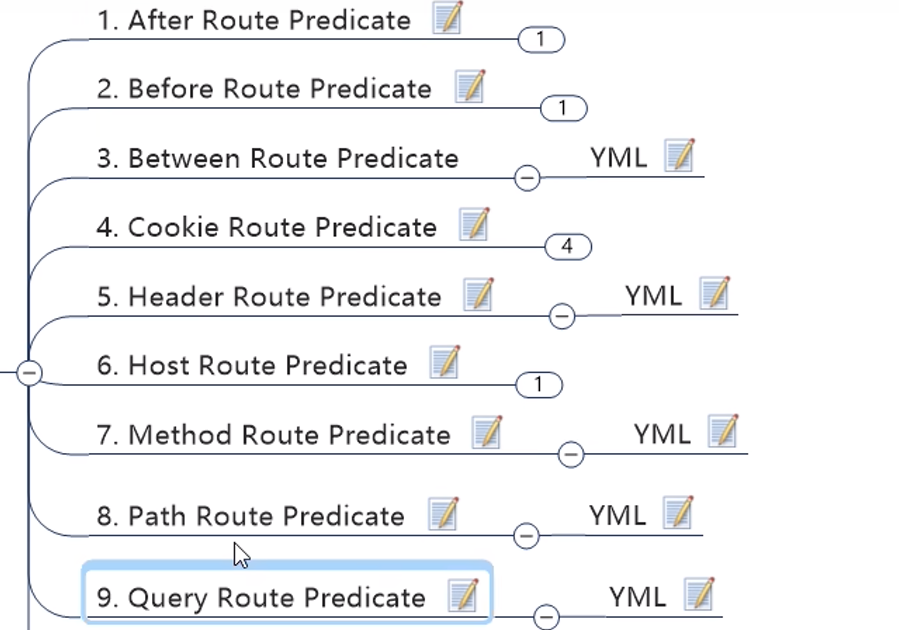 1. After Route Predicate
1
2. Before Route Predicate
1
3. Between Route Predicate YML
4. Cookie Route Predicate
4
5. Header Route Predicate YML
6. Host Route Predicate
1
7. Method Route Predicate YML
8. Path Route Predicate YML
9. Query Route Predicate YML